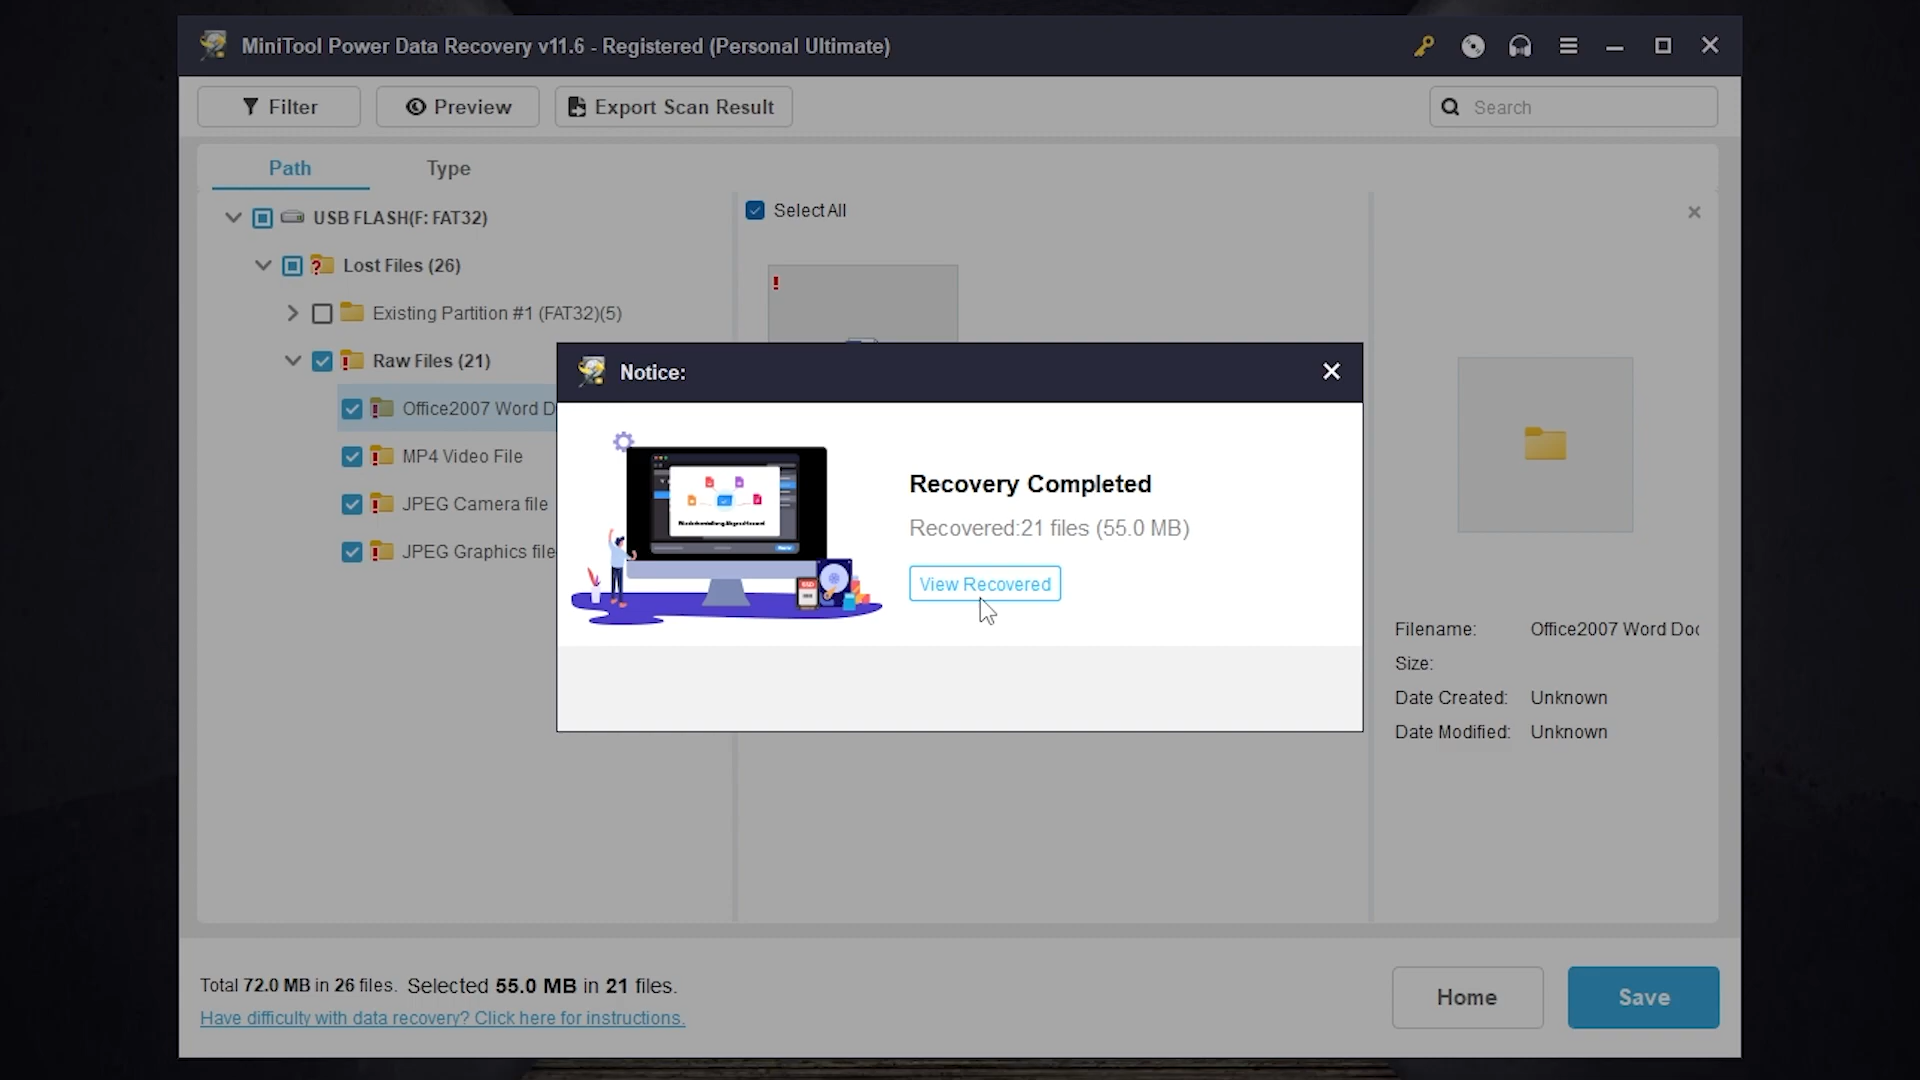 MiniTool Power Data Recovery v11.6 - Registered (Personal Ultimate)
Filter
Preview
Export Scan Result
Search
Path
Type
USB FLASH(F: FAT32)
Select All
Lost Files (26)
Existing Partition #1 (FAT32)(5)
Raw Files (21)
Office2007 Word D
MP4 Video File
JPEG Camera file
JPEG Graphics file
Notice:
Recovery Completed
Recovered:21 files (55.0 MB)
View Recovered
Filename: Office2007 Word Doc
Size:
Date Created: Unknown
Date Modified: Unknown
Total 72.0 MB in 26 files. Selected 55.0 MB in 21 files.
Have difficulty with data recovery? Click here for instructions.
Home
Save